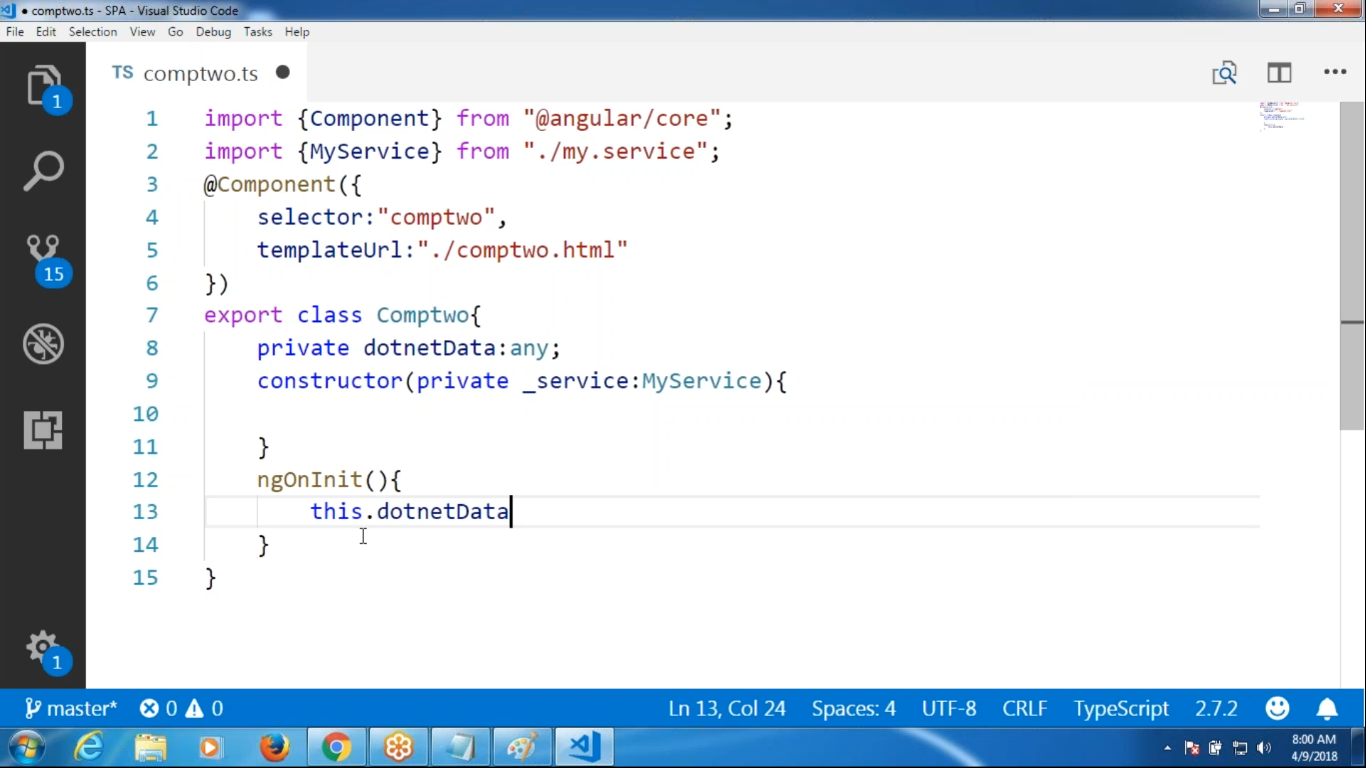 comptwo.ts - SPA - Visual Studio Code
File Edit Selection View Go Debug Tasks Help
TS comptwo.ts
1 import {Component} from "@angular/core";
2 import {MyService} from "./my.service";
3 @Component({
4 selector:"comptwo",
5 templateUrl:"./comptwo.html"
6 })
7 export class Comptwo{
8 private dotnetData:any;
9 constructor(private _service:MyService){
10
11 }
12 ngOnInit(){
13 this.dotnetData
14 }
15 }
1
15
1
master* 0 0 Ln 13, Col 24 Spaces: 4 UTF-8 CRLF TypeScript 2.7.2
8:00 AM
4/9/2018